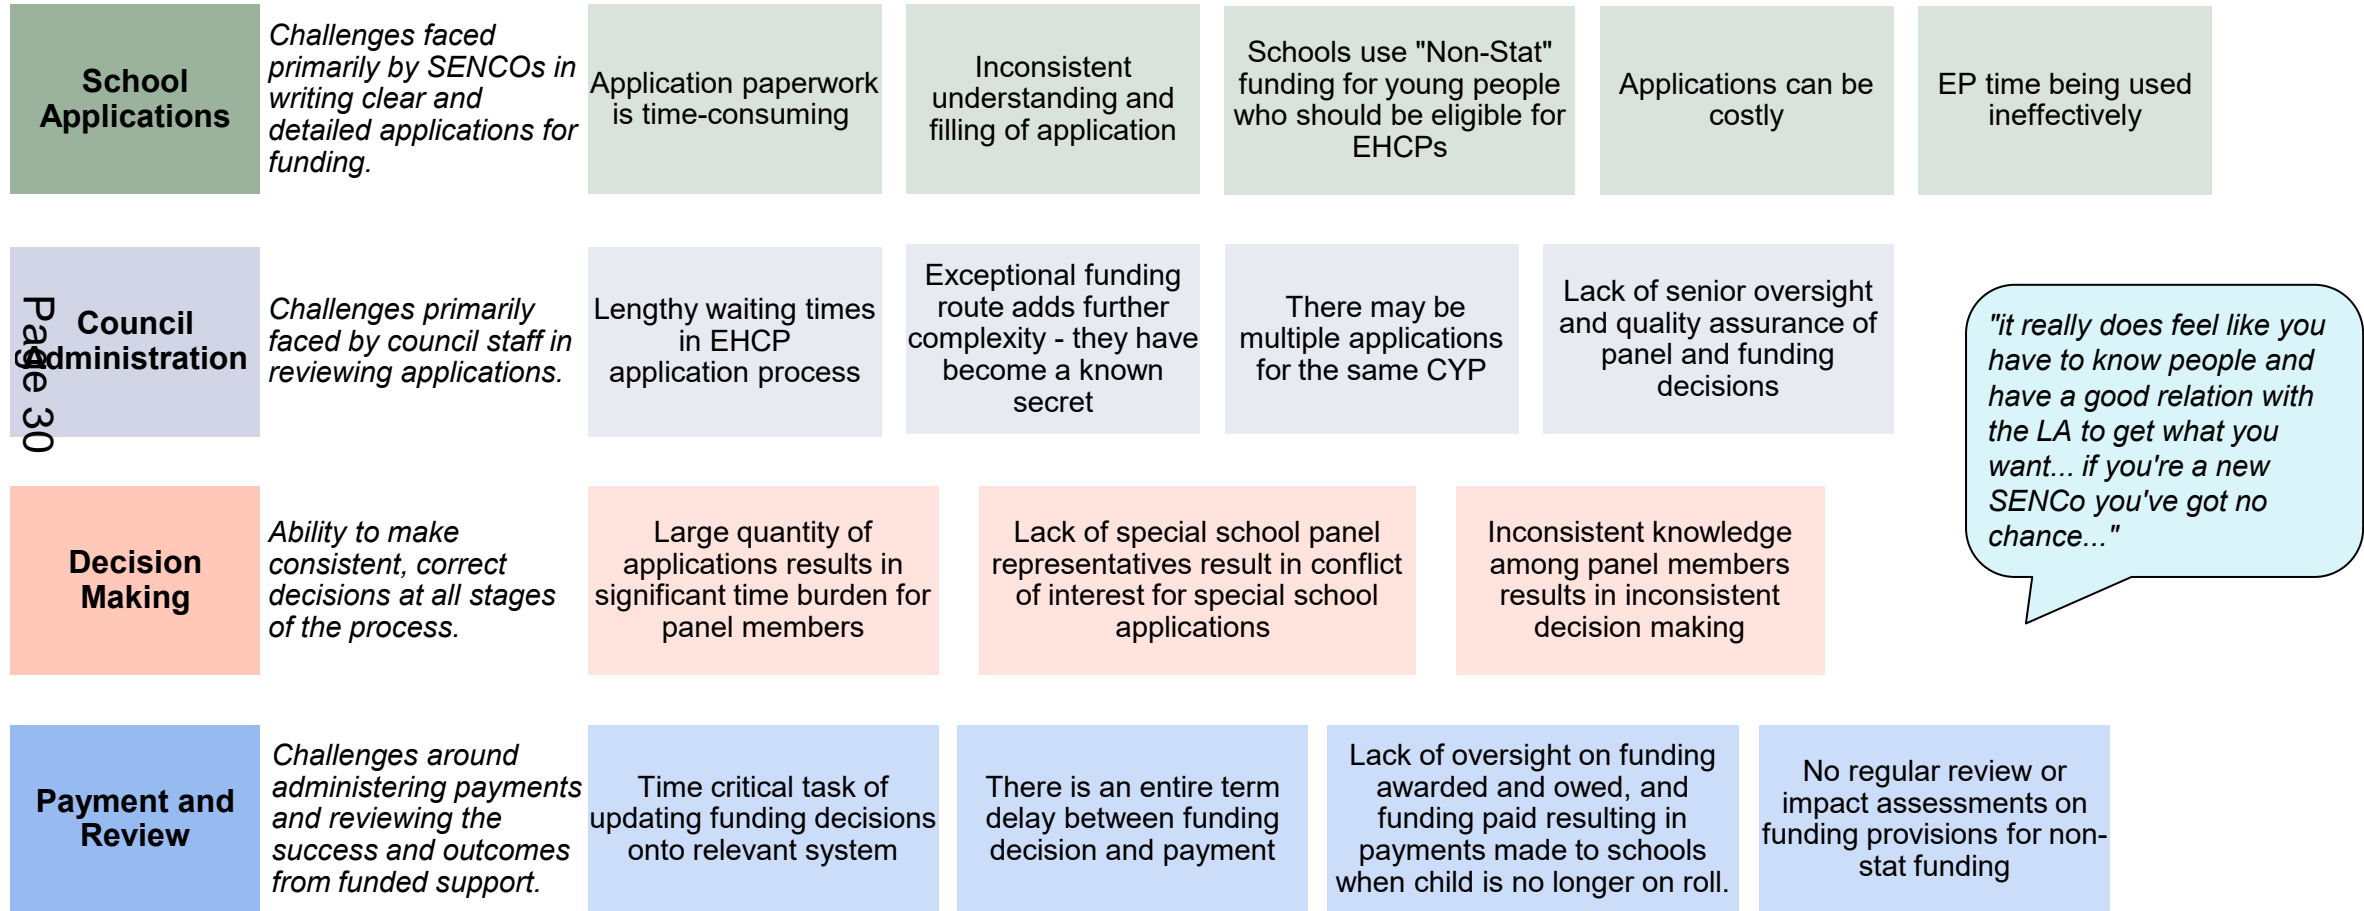 School
Applications
Challenges faced
primarily by SENCOs in
writing clear and
detailed applications for
funding.
Application paperwork
is time-consuming
Inconsistent
understanding and
filling of application
Schools use "Non-Stat"
funding for young people
who should be eligible for
EHCPs
Applications can be
costly
EP time being used
ineffectively
Page 30
Council
Administration
Challenges primarily
faced by council staff in
reviewing applications.
Lengthy waiting times
in EHCP
application process
Exceptional funding
route adds further
complexity - they have
become a known
secret
There may be
multiple applications
for the same CYP
Lack of senior oversight
and quality assurance of
panel and funding
decisions
"it really does feel like you
have to know people and
have a good relation with
the LA to get what you
want... if you're a new
SENCo you've got no
chance..."
Decision
Making
Ability to make
consistent, correct
decisions at all stages
of the process.
Large quantity of
applications results in
significant time burden for
panel members
Lack of special school panel
representatives result in conflict
of interest for special school
applications
Inconsistent knowledge
among panel members
results in inconsistent
decision making
Payment and
Review
Challenges around
administering payments
and reviewing the
success and outcomes
from funded support.
Time critical task of
updating funding decisions
onto relevant system
There is an entire term
delay between funding
decision and payment
Lack of oversight on funding
awarded and owed, and
funding paid resulting in
payments made to schools
when child is no longer on roll.
No regular review or
impact assessments on
funding provisions for non-
stat funding